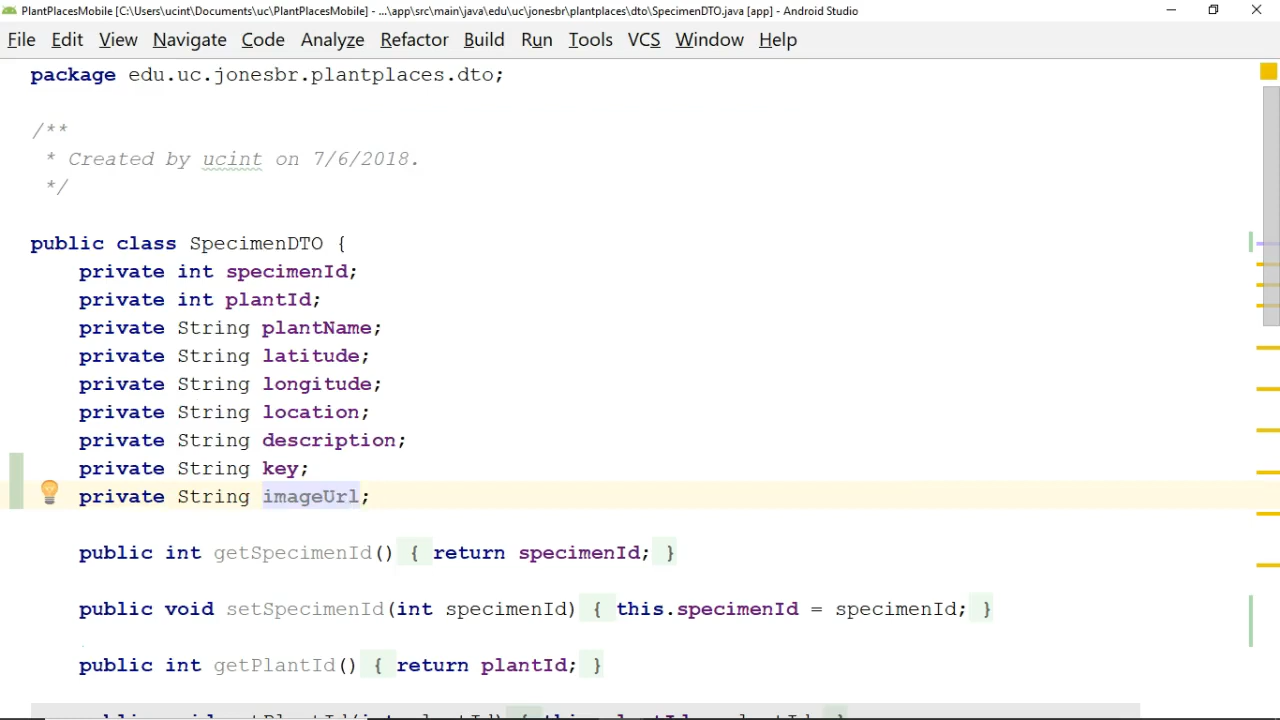 PlantPlacesMobile [C:\Users\ucint\Documents\uc\PlantPlacesMobile] - ...\app\src\main\java\edu\uc\jonesbr\plantplaces\dto\SpecimenDTO.java [app] - Android Studio
File Edit View Navigate Code Analyze Refactor Build Run Tools VCS Window Help
package edu.uc.jonesbr.plantplaces.dto;
/**
* Created by ucint on 7/6/2018.
*/
public class SpecimenDTO {
private int specimenId;
private int plantId;
private String plantName;
private String latitude;
private String longitude;
private String location;
private String description;
private String key;
private String imageUrl;
public int getSpecimenId() { return specimenId; }
public void setSpecimenId(int specimenId) { this.specimenId = specimenId; }
public int getPlantId() { return plantId; }